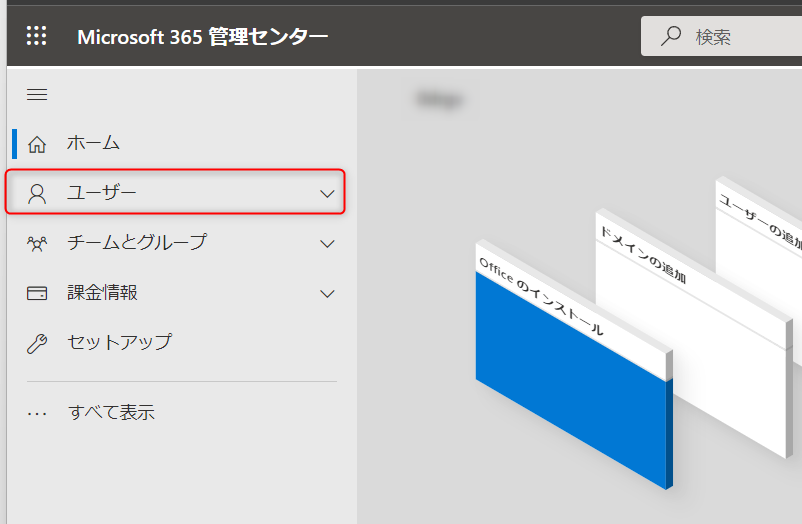 Microsoft 365 管理センター
検索
ホーム
ユーザー
チームとグループ
課金情報
セットアップ
すべて表示
Office のインストール
ドメインの追加
ユーザーの追加